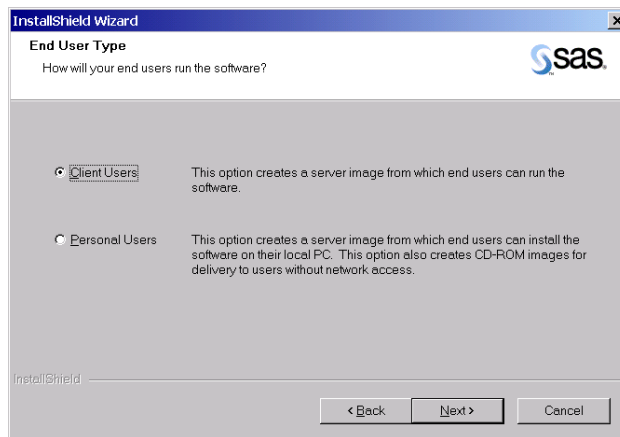 InstallShield Wizard
End User Type
How will your end users run the software?
sas
Client Users
This option creates a server image from which end users can run the
software.
Personal Users
This option creates a server image from which end users can install the
software on their local PC. This option also creates CD-ROM images for
delivery to users without network access.
InstallShield
< Back
Next >
Cancel